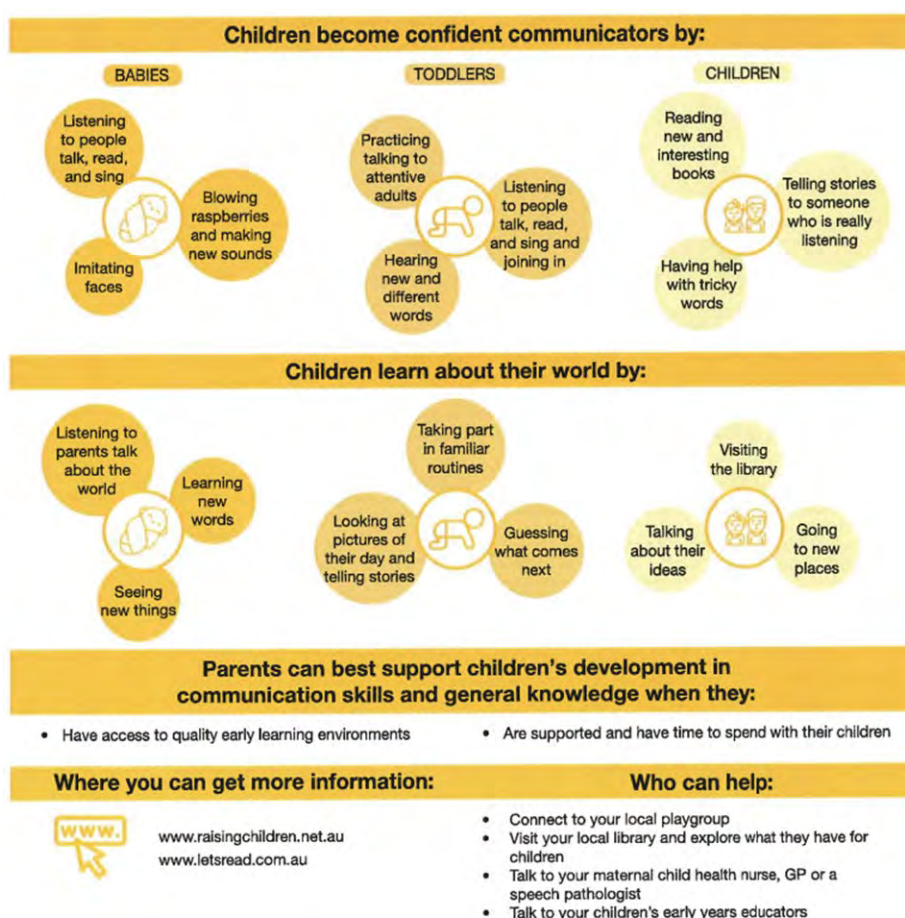 Children become confident communicators by:
BABIES
Listening
to people
talk, read,
and sing
Blowing
raspberries
and making
new sounds
Imitating
faces
TODDLERS
Practicing
talking to
attentive
adults
Listening
to people
talk, read,
and sing and
joining in
Hearing
new and
different
words
CHILDREN
Reading
new and
interesting
books
Telling stories
to someone
who is really
listening
Having help
with tricky
words
Children learn about their world by:
Listening to
parents talk
about the
world
Learning
new
words
Seeing
new things
Taking part
in familiar
routines
Looking at
pictures of
their day and
telling stories
Guessing
what comes
next
Visiting
the library
Talking
about their
ideas
Going
to new
places
Parents can best support children's development in
communication skills and general knowledge when they:
• Have access to quality early learning environments
• Are supported and have time to spend with their children
Where you can get more information:
www.
www.raisingchildren.net.au
www.letsread.com.au
Who can help:
• Connect to your local playgroup
• Visit your local library and explore what they have for
children
• Talk to your maternal child health nurse, GP or a
speech pathologist
• Talk to your children's early years educators